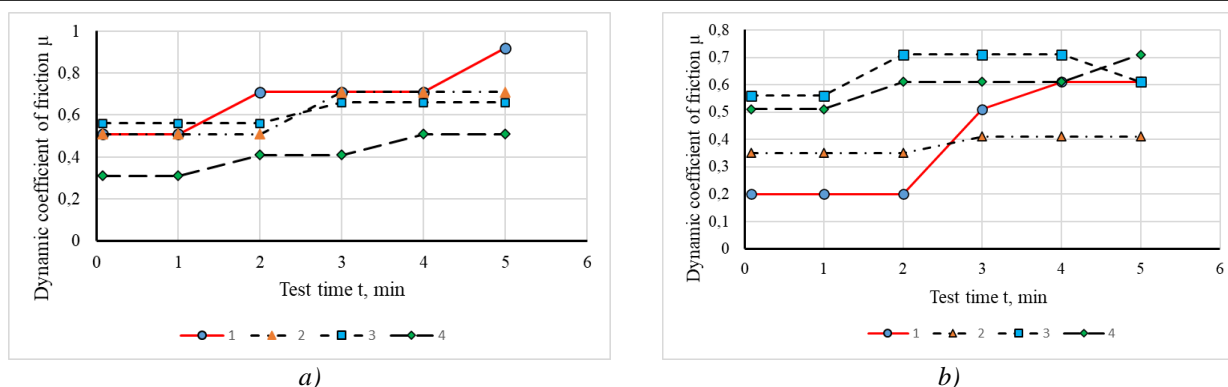 Dynamic coefficient of friction μ
1
0,8
0,6
0,4
0,2
0
0 1 2 3 4 5 6
Test time t, min
1 2 3 4
a)
Dynamic coefficient of friction μ
0,8
0,7
0,6
0,5
0,4
0,3
0,2
0,1
0
0 1 2 3 4 5 6
Test time t, min
1 2 3 4
b)